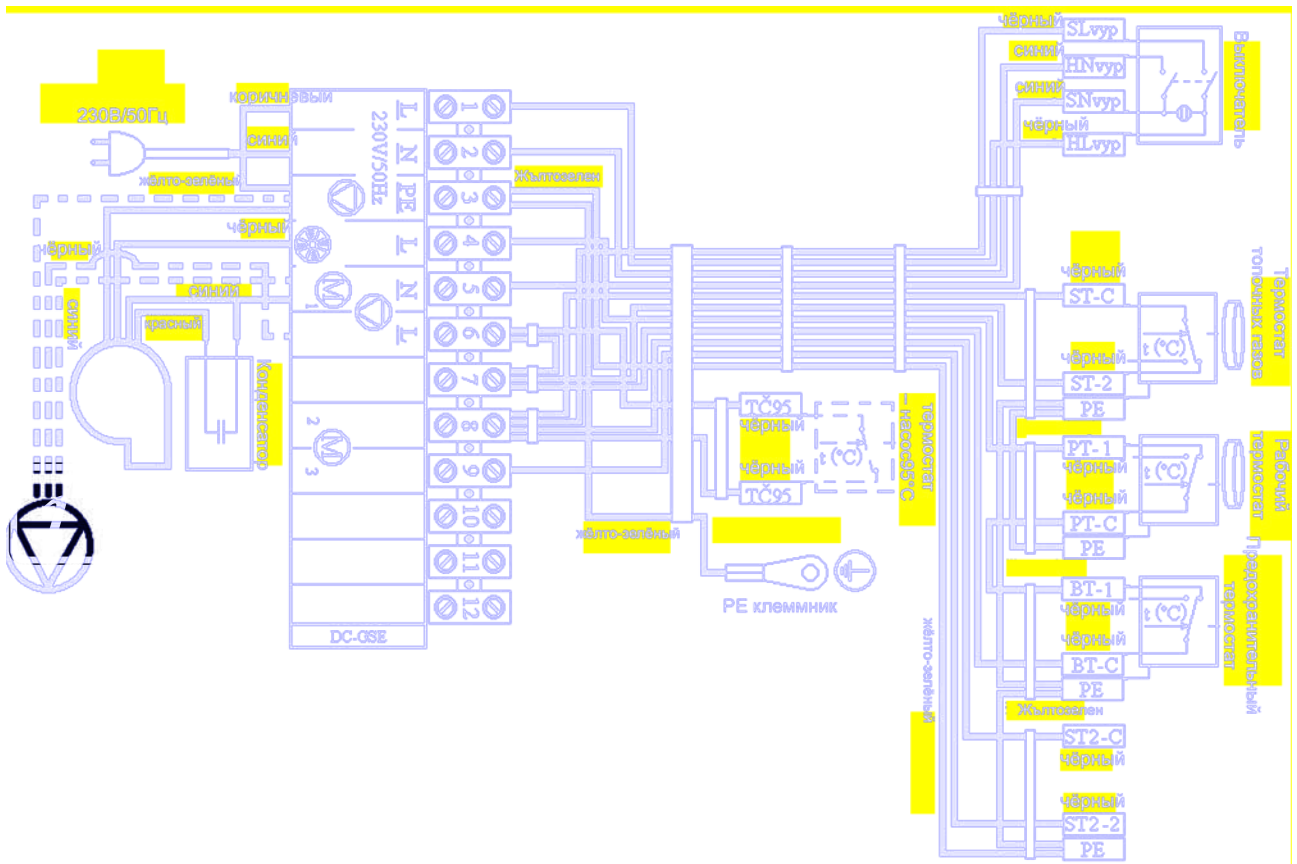 230В/50Гц
коричневый
синий
жёлто-зелёный
чёрный
чёрный
синий
синий
красный
Конденсатор
L
N
PE
L
N
L
230V/50Hz
M
1
2
M
3
DC-GSE
1
2
3
4
5
6
7
8
9
10
11
12
Жълтозелен
жёлто-зелёный
TČ95
чёрный
чёрный
TČ95
t (°C)
термостат
– насос95°C
PE клеммник
жёлто-зелёный
чёрный
SLvyp
синий
HNvyp
синий
SNvyp
чёрный
HLvyp
Выключатель
чёрный
ST-C
чёрный
ST-2
PE
t (°C)
Термостат
топочных газов
PT-1
чёрный
чёрный
PT-C
PE
t (°C)
Рабочий
термостат
BT-1
чёрный
чёрный
BT-C
PE
t (°C)
Предохранительный
термостат
Жълтозелен
ST2-C
чёрный
чёрный
ST2-2
PE